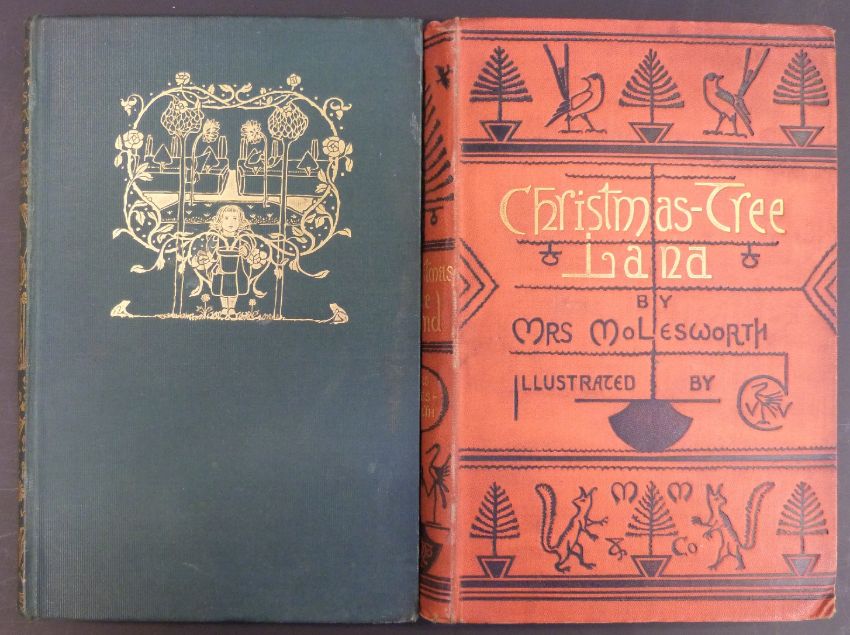 Christmas-Tree
Land
BY
MRS MOLESWORTH
ILLUSTRATED BY
M M
& Co